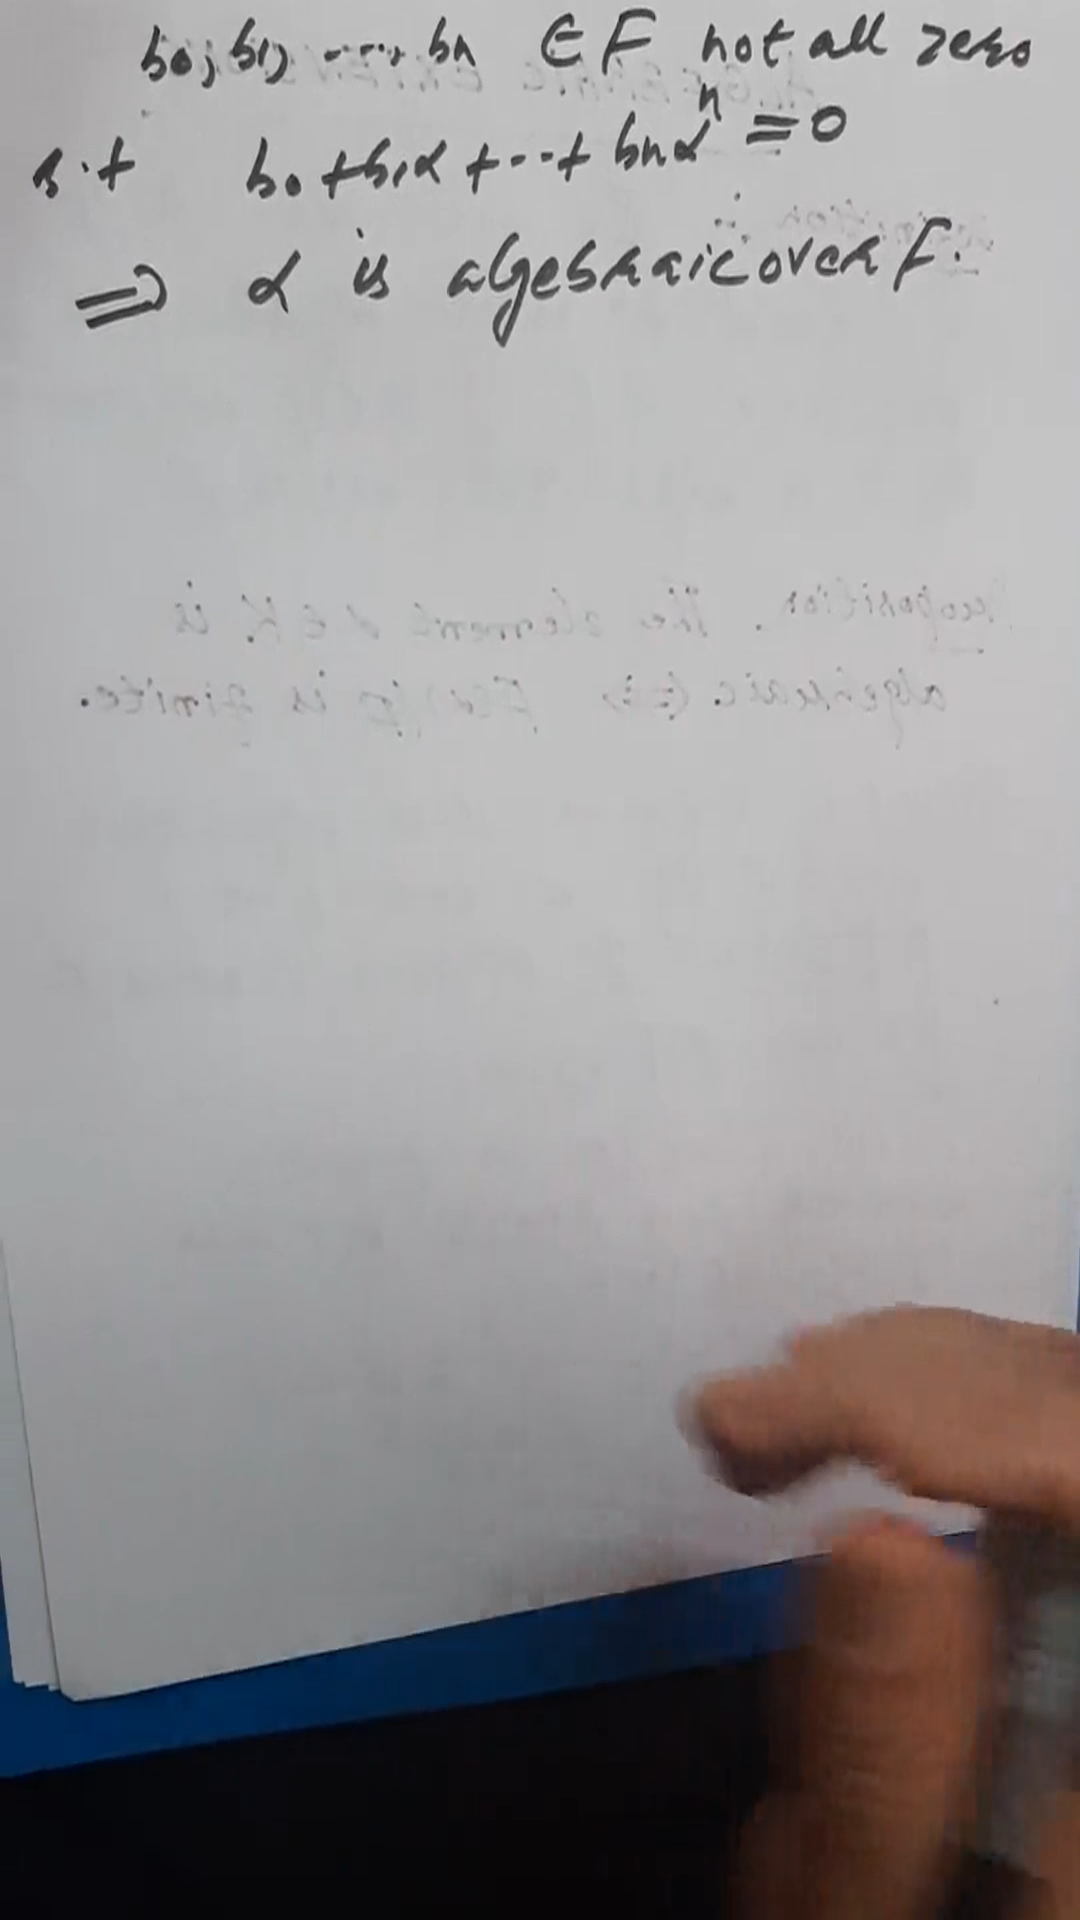 b0, b1, ...., bn ∈ F not all zero
s.t b0 + b1α + ... + bnα^n = 0
⇒ α is algebraic over F.